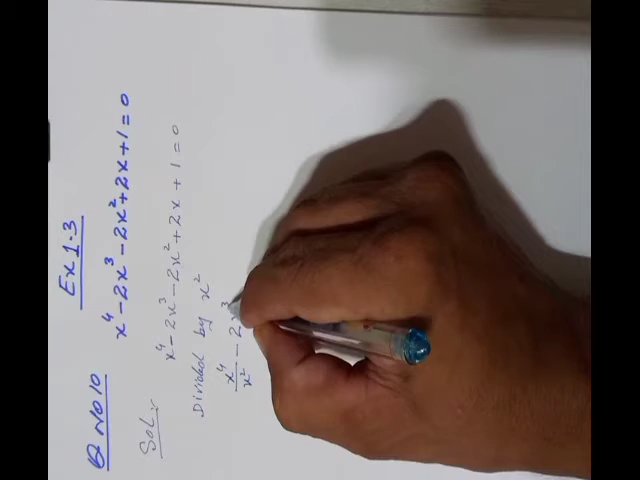 Ex 1.3
Q No 10 x⁴ - 2x³ - 2x² + 2x + 1 = 0
Sol:
x⁴ - 2x³ - 2x² + 2x + 1 = 0
Divided by x²
x⁴/x² - 2 ³